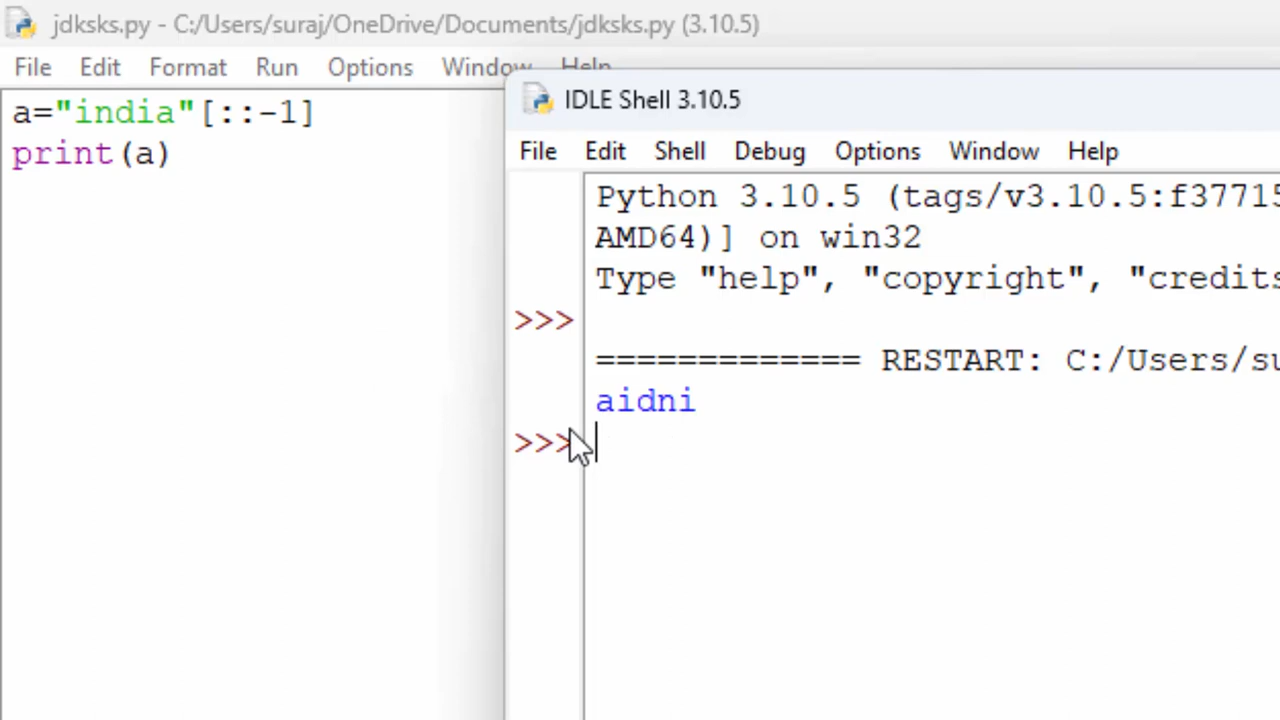 jdksks.py - C:/Users/suraj/OneDrive/Documents/jdksks.py (3.10.5)
File Edit Format Run Options Window Help
a="india"[::-1]
print(a)
IDLE Shell 3.10.5
File Edit Shell Debug Options Window Help
Python 3.10.5 (tags/v3.10.5:f37715
AMD64)] on win32
Type "help", "copyright", "credits
>>>
============= RESTART: C:/Users/su
aidni
>>>